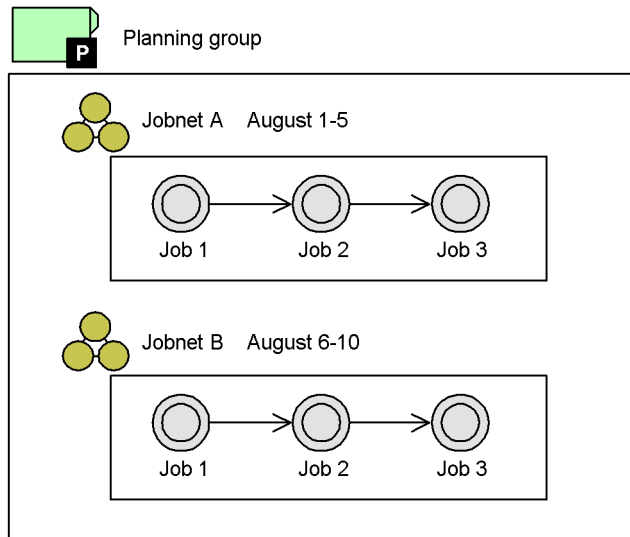 P
Planning group
Jobnet A August 1-5
Job 1 Job 2 Job 3
Jobnet B August 6-10
Job 1 Job 2 Job 3